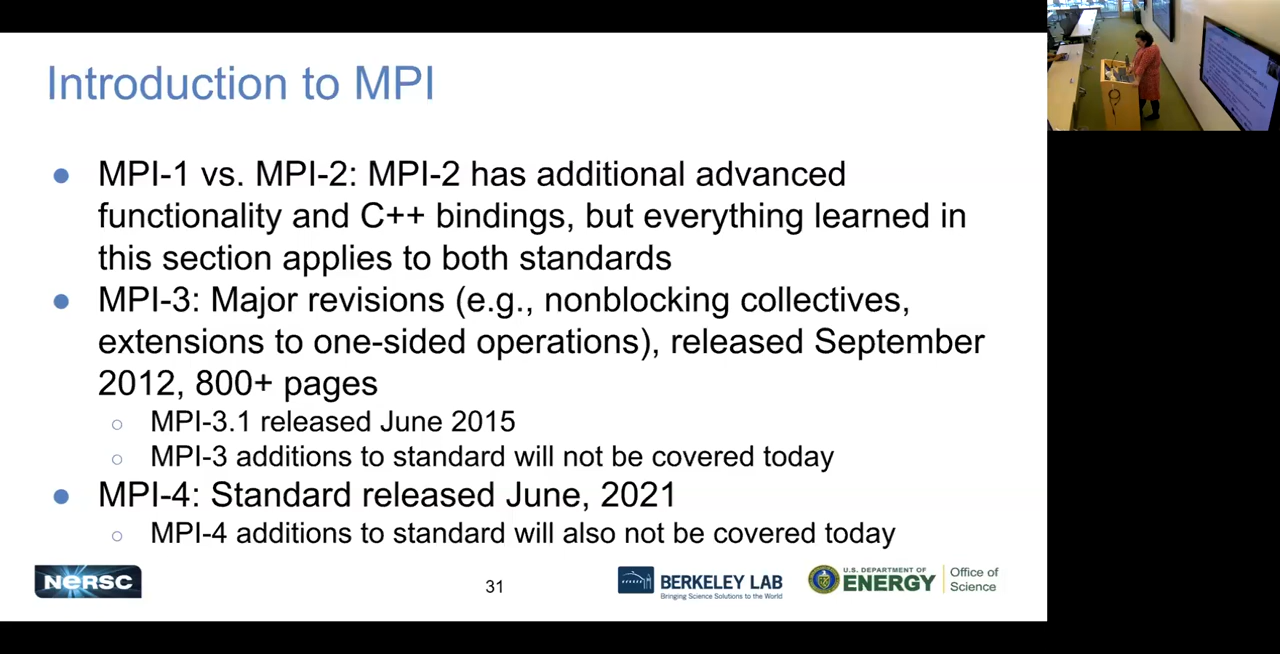 Introduction to MPI
● MPI-1 vs. MPI-2: MPI-2 has additional advanced
functionality and C++ bindings, but everything learned in
this section applies to both standards
● MPI-3: Major revisions (e.g., nonblocking collectives,
extensions to one-sided operations), released September
2012, 800+ pages
○ MPI-3.1 released June 2015
○ MPI-3 additions to standard will not be covered today
● MPI-4: Standard released June, 2021
○ MPI-4 additions to standard will also not be covered today
NERSC
31
BERKELEY LAB
Bringing Science Solutions to the World
U.S. DEPARTMENT OF
ENERGY
Office of
Science